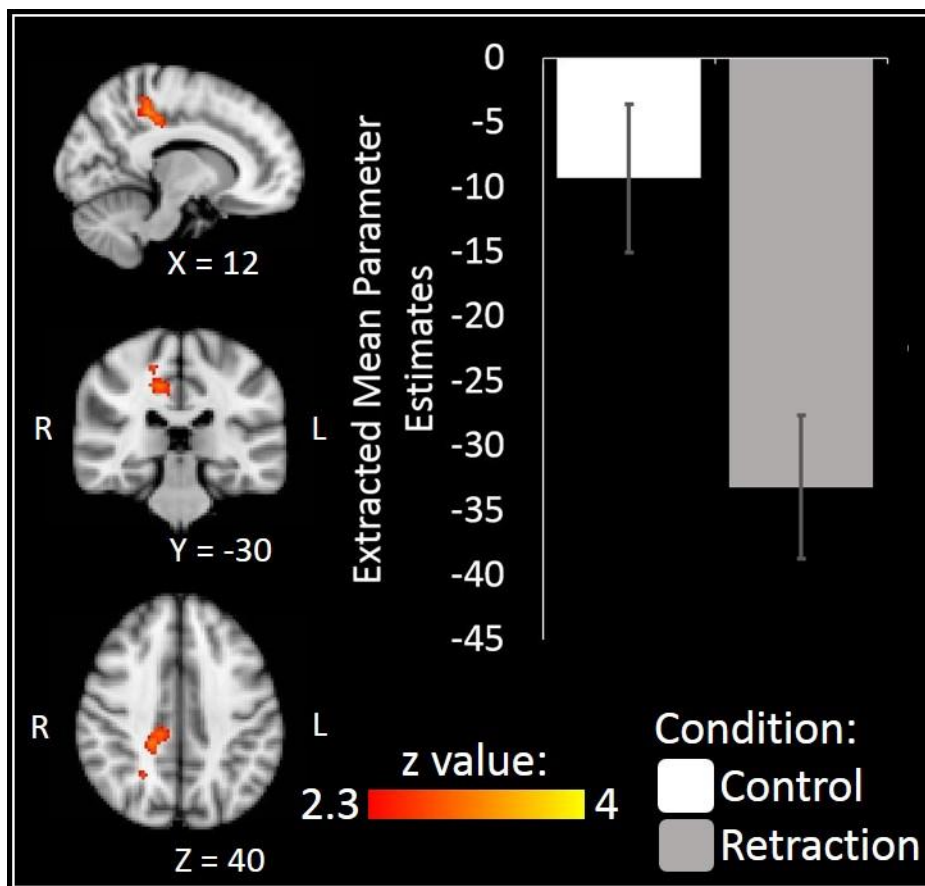 X = 12
R
L
Y = -30
R
L
Z = 40
Extracted Mean Parameter
Estimates
0
-5
-10
-15
-20
-25
-30
-35
-40
-45
z value:
2.3
4
Condition:
Control
Retraction